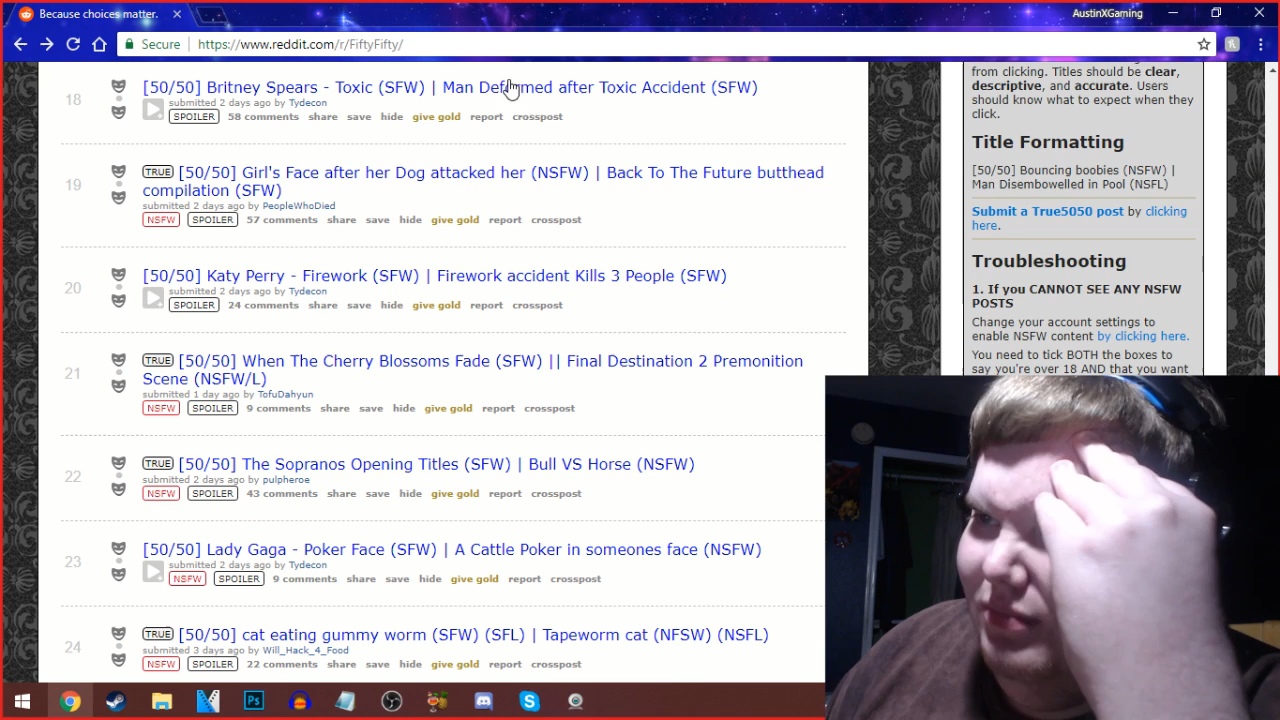 Because choices matter.
AustinXGaming
Secure
https://www.reddit.com/r/FiftyFifty/
18
[50/50] Britney Spears - Toxic (SFW) | Man Deformed after Toxic Accident (SFW)
submitted 2 days ago by Tydecon
SPOILER 58 comments share save hide give gold report crosspost
19
TRUE [50/50] Girl's Face after her Dog attacked her (NSFW) | Back To The Future butthead
compilation (SFW)
submitted 2 days ago by PeopleWhoDied
NSFW SPOILER 57 comments share save hide give gold report crosspost
20
[50/50] Katy Perry - Firework (SFW) | Firework accident Kills 3 People (SFW)
submitted 2 days ago by Tydecon
SPOILER 24 comments share save hide give gold report crosspost
21
TRUE [50/50] When The Cherry Blossoms Fade (SFW) || Final Destination 2 Premonition
Scene (NSFW/L)
submitted 1 day ago by TofuDahyun
NSFW SPOILER 9 comments share save hide give gold report crosspost
22
TRUE [50/50] The Sopranos Opening Titles (SFW) | Bull VS Horse (NSFW)
submitted 2 days ago by pulpheroe
NSFW SPOILER 43 comments share save hide give gold report crosspost
23
[50/50] Lady Gaga - Poker Face (SFW) | A Cattle Poker in someones face (NSFW)
submitted 2 days ago by Tydecon
NSFW SPOILER 9 comments share save hide give gold report crosspost
24
TRUE [50/50] cat eating gummy worm (SFW) (SFL) | Tapeworm cat (NFSW) (NSFL)
submitted 3 days ago by Will_Hack_4_Food
NSFW SPOILER 22 comments share save hide give gold report crosspost
from clicking. Titles should be clear,
descriptive, and accurate. Users
should know what to expect when they
click.
Title Formatting
[50/50] Bouncing boobies (NSFW) |
Man Disembowelled in Pool (NSFL)
Submit a True5050 post by clicking
here.
Troubleshooting
1. If you CANNOT SEE ANY NSFW
POSTS
Change your account settings to
enable NSFW content by clicking here.
You need to tick BOTH the boxes to
say you're over 18 AND that you want
Ps